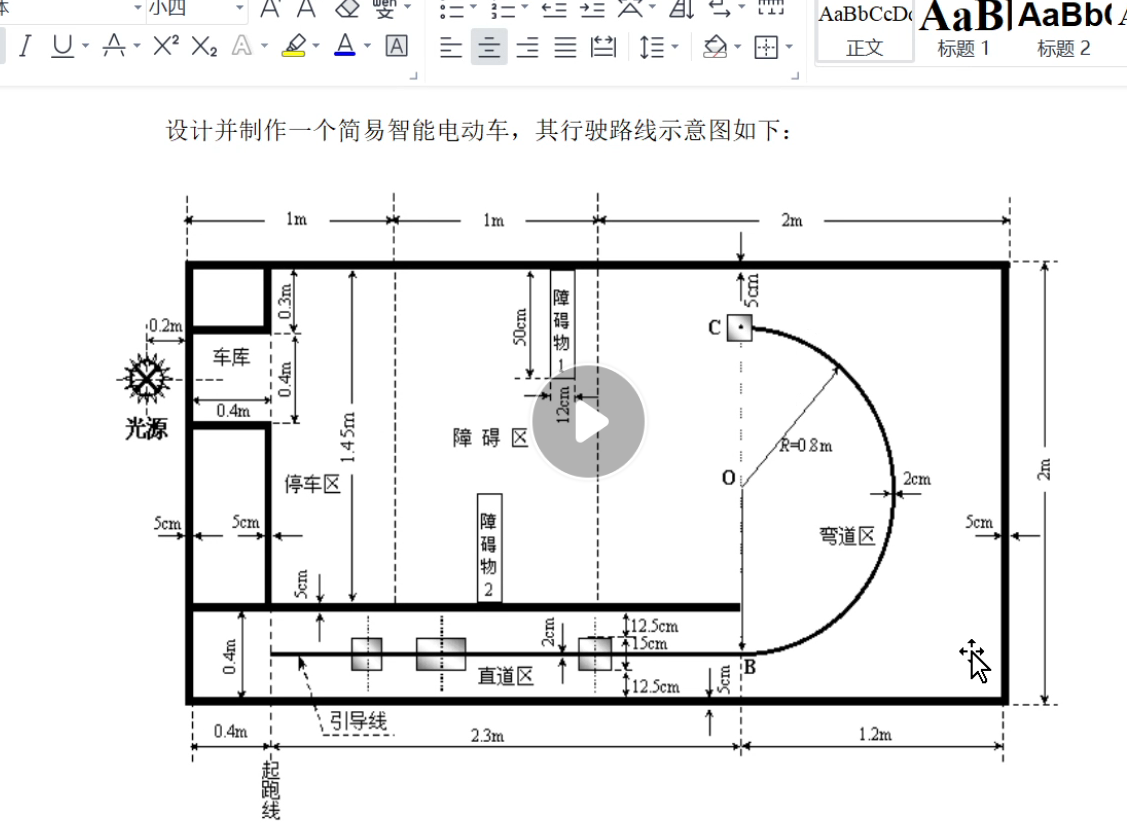 小四
A
A
wén
I
U
A
X²
X₂
A
A
A
AaBbCcD
正文
AaB
标题 1
AaBb
标题 2
设计并制作一个简易智能电动车，其行驶路线示意图如下：
1m
1m
2m
0.3m
50cm
障碍物1
5cm
C
0.2m
车库
0.4m
0.4m
光源
12cm
1.45m
障碍区
R=0.8m
2m
停车区
O
2cm
5cm
5cm
障碍物2
弯道区
5cm
5cm
0.4m
2cm
12.5cm
15cm
直道区
12.5cm
5cm
B
引导线
0.4m
2.3m
1.2m
起跑线